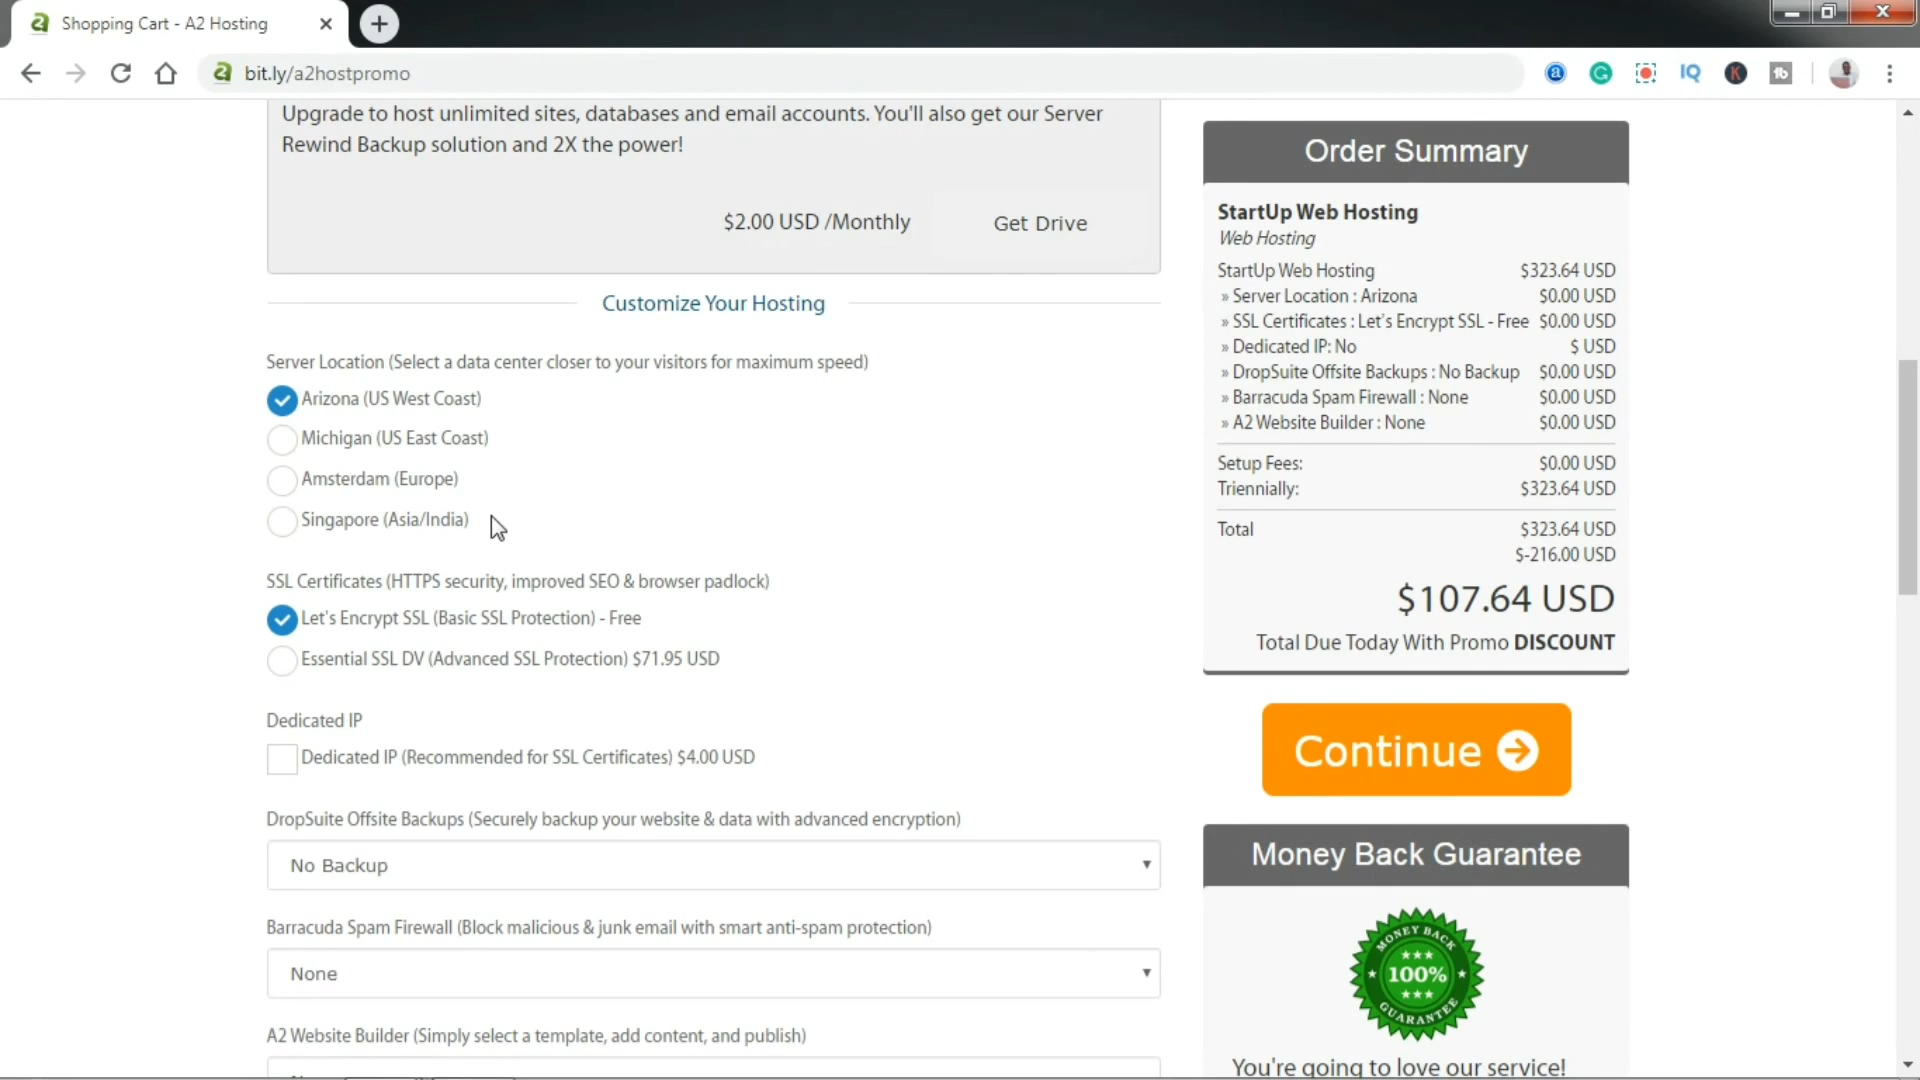 Shopping Cart - A2 Hosting
bit.ly/a2hostpromo
Upgrade to host unlimited sites, databases and email accounts. You'll also get our Server
Rewind Backup solution and 2X the power!
$2.00 USD /Monthly
Get Drive
Customize Your Hosting
Server Location (Select a data center closer to your visitors for maximum speed)
Arizona (US West Coast)
Michigan (US East Coast)
Amsterdam (Europe)
Singapore (Asia/India)
SSL Certificates (HTTPS security, improved SEO & browser padlock)
Let's Encrypt SSL (Basic SSL Protection) - Free
Essential SSL DV (Advanced SSL Protection) $71.95 USD
Dedicated IP
Dedicated IP (Recommended for SSL Certificates) $4.00 USD
DropSuite Offsite Backups (Securely backup your website & data with advanced encryption)
No Backup
Barracuda Spam Firewall (Block malicious & junk email with smart anti-spam protection)
None
A2 Website Builder (Simply select a template, add content, and publish)
Order Summary
StartUp Web Hosting
Web Hosting
StartUp Web Hosting $323.64 USD
» Server Location : Arizona $0.00 USD
» SSL Certificates : Let's Encrypt SSL - Free $0.00 USD
» Dedicated IP: No $ USD
» DropSuite Offsite Backups : No Backup $0.00 USD
» Barracuda Spam Firewall : None $0.00 USD
» A2 Website Builder : None $0.00 USD
Setup Fees: $0.00 USD
Triennially: $323.64 USD
Total $323.64 USD
$-216.00 USD
$107.64 USD
Total Due Today With Promo DISCOUNT
Continue
Money Back Guarantee
MONEY BACK
100%
GUARANTEE
You're going to love our service!